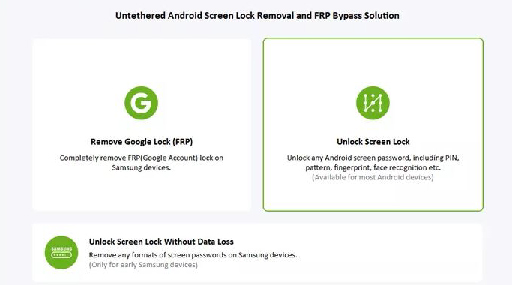 Untethered Android Screen Lock Removal and FRP Bypass Solution
Remove Google Lock (FRP)
Completely remove FRP(Google Account) lock on
Samsung devices.
Unlock Screen Lock
Unlock any Android screen password, including PIN,
pattern, fingerprint, face recognition etc.
(Available for most Android devices)
Unlock Screen Lock Without Data Loss
Remove any formats of screen passwords on Samsung devices.
(Only for early Samsung devices)